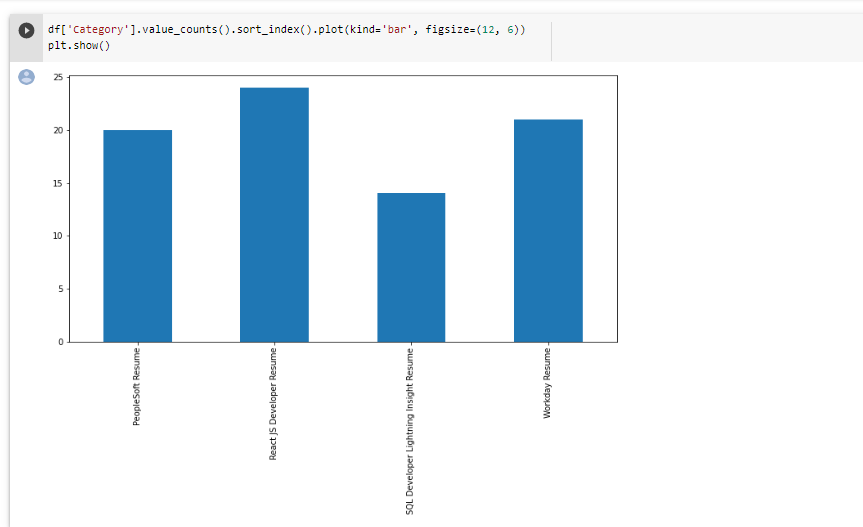 df['Category'].value_counts().sort_index().plot(kind='bar', figsize=(12, 6))
plt.show()
25
20
15
10
5
0
PeopleSoft Resume
React JS Developer Resume
SQL Developer Lightning Insight Resume
Workday Resume